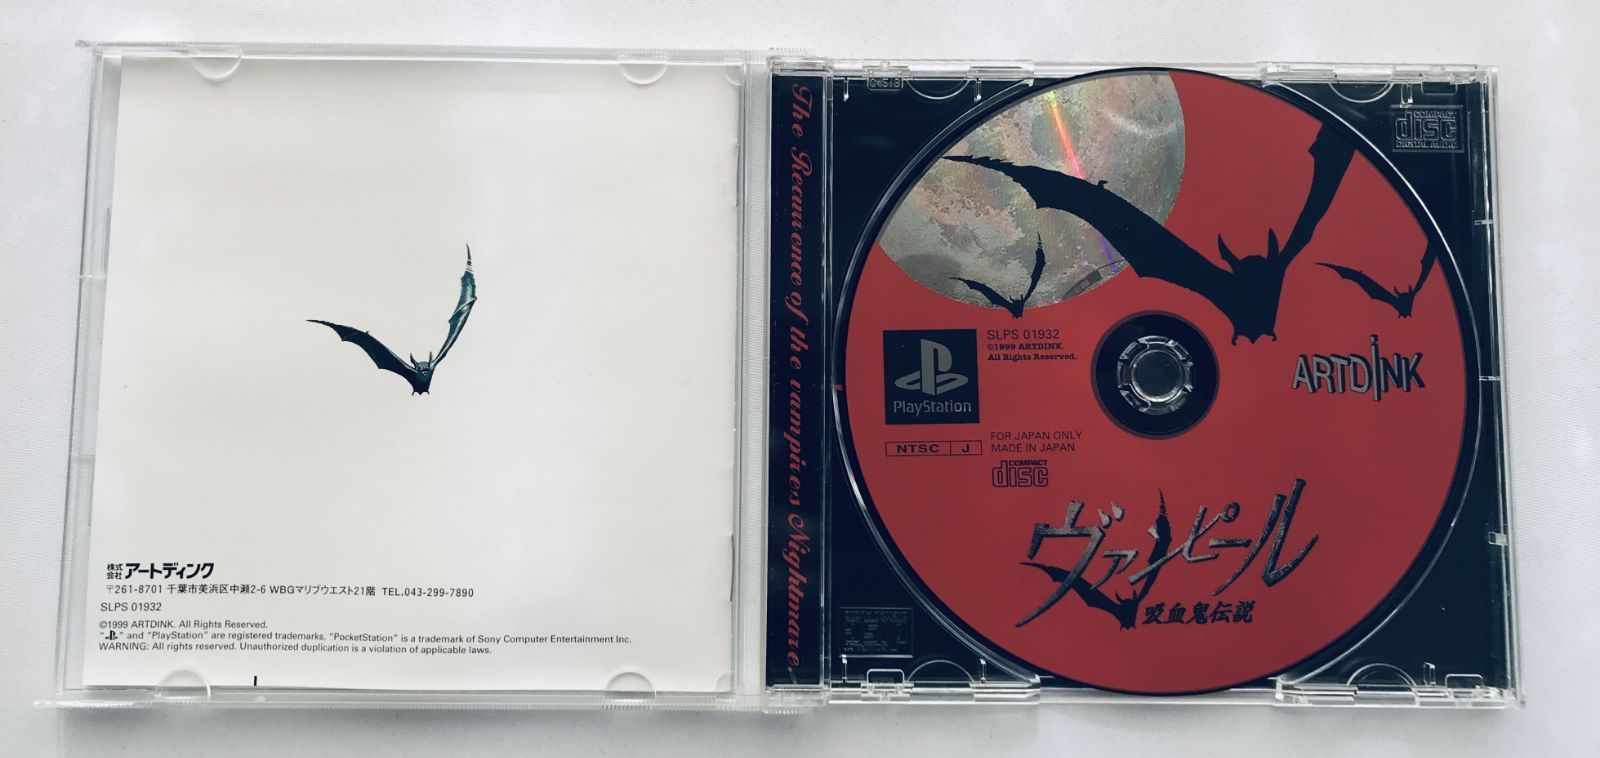 株式会社 アートディンク
〒261-8701 千葉市美浜区中瀬2-6 WBGマリブウエスト21階 TEL.043-299-7890
SLPS 01932
©1999 ARTDINK. All Rights Reserved.
" " and "PlayStation" are registered trademarks, "PocketStation" is a trademark of Sony Computer Entertainment Inc.
WARNING: All rights reserved. Unauthorized duplication is a violation of applicable laws.
The Recurence of the vampires Nightmare.
COMPACT
disc
DIGITAL AUDIO
SLPS 01932
©1999 ARTDINK.
All Rights Reserved.
PlayStation
ARTDINK
NTSC J
FOR JAPAN ONLY
MADE IN JAPAN
COMPACT
disc
ヴァンピール
吸血鬼伝説